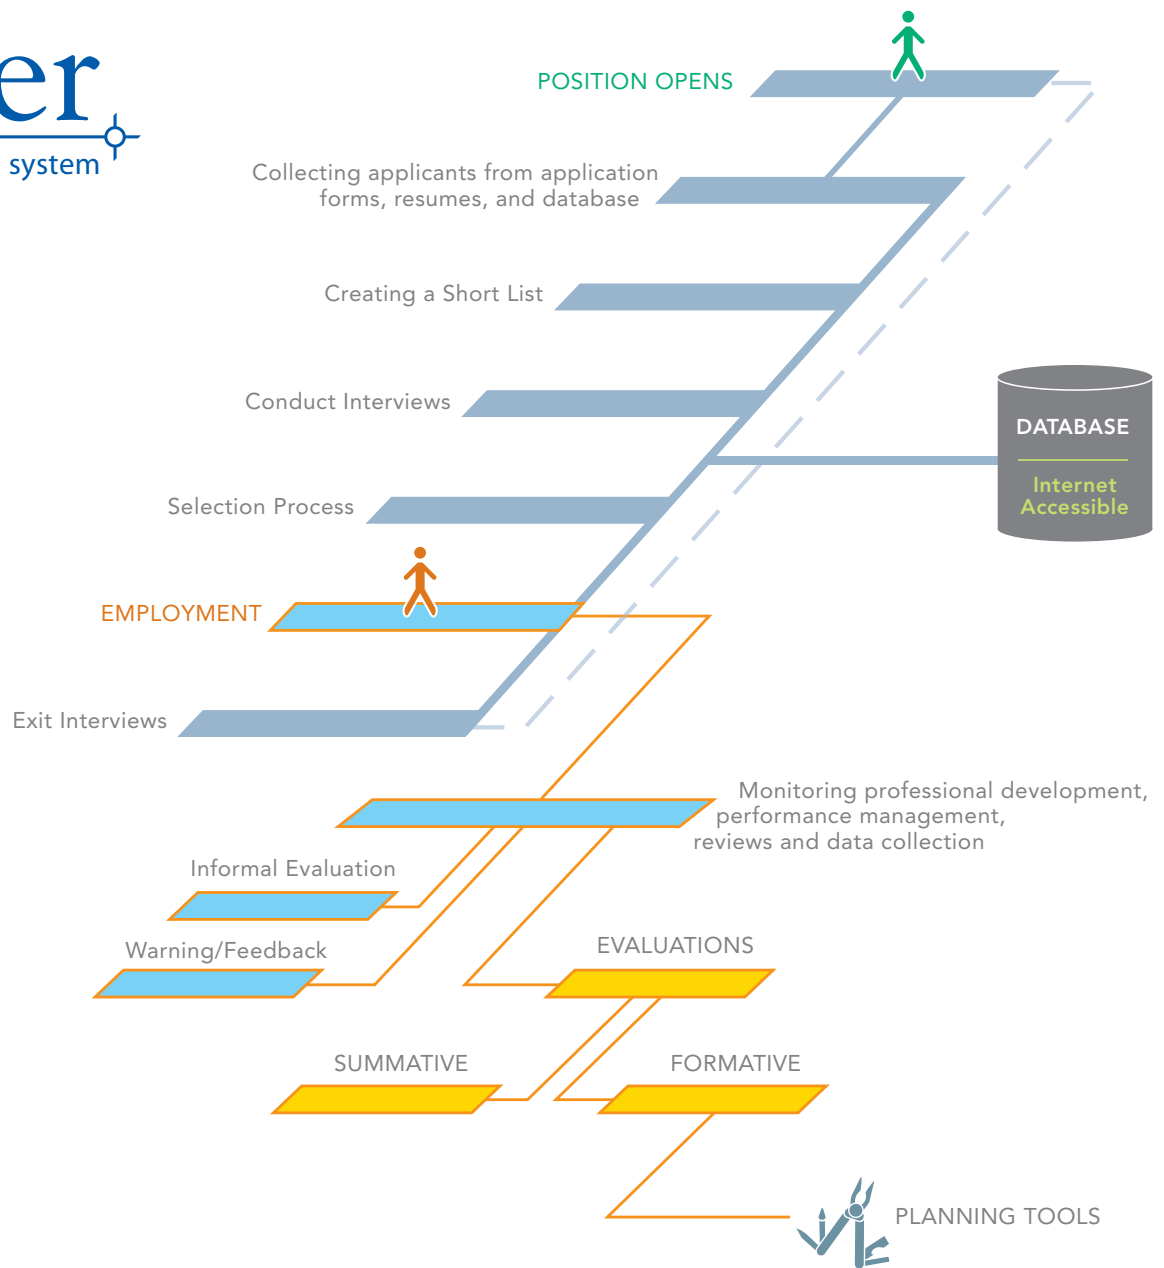 er
system
POSITION OPENS
Collecting applicants from application
forms, resumes, and database
Creating a Short List
Conduct Interviews
DATABASE
Internet
Accessible
Selection Process
EMPLOYMENT
Exit Interviews
Monitoring professional development,
performance management,
reviews and data collection
Informal Evaluation
Warning/Feedback
EVALUATIONS
SUMMATIVE
FORMATIVE
PLANNING TOOLS